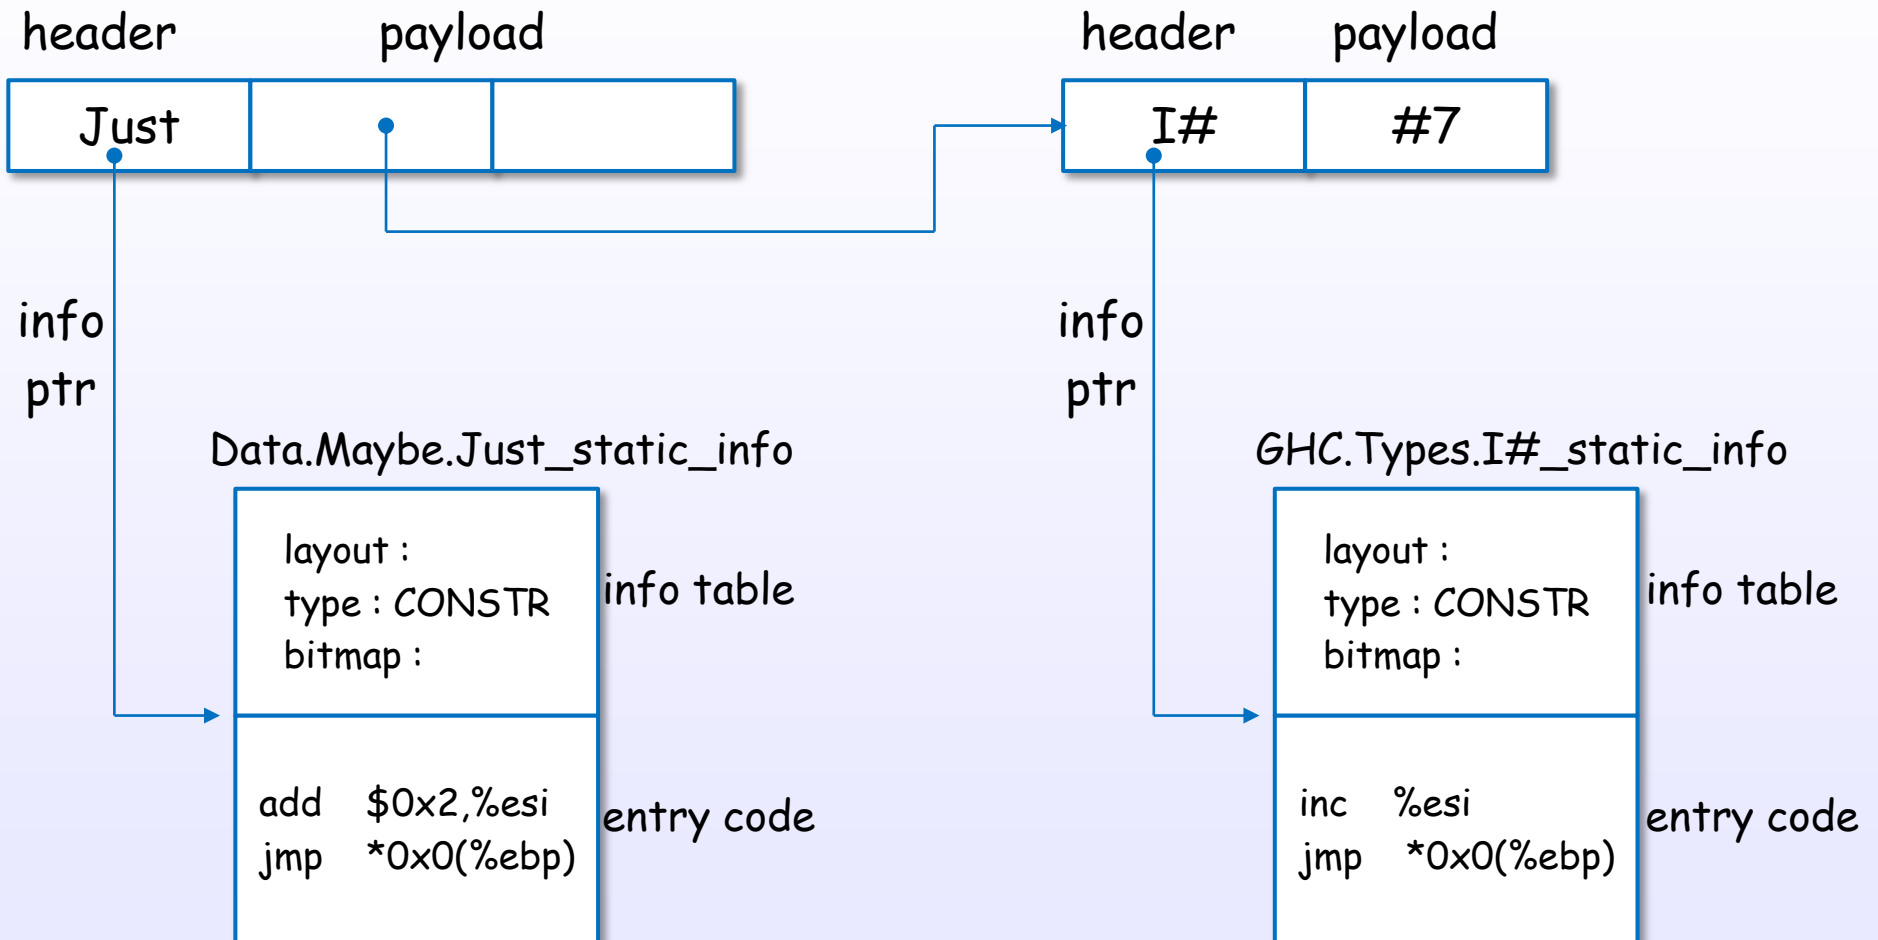 header payload header payload
Just I# #7
info info
ptr ptr
Data.Maybe.Just_static_info GHC.Types.I#_static_info
layout : layout :
type : CONSTR info table type : CONSTR info table
bitmap : bitmap :
add $0x2,%esi entry code inc %esi entry code
jmp *0x0(%ebp) jmp *0x0(%ebp)